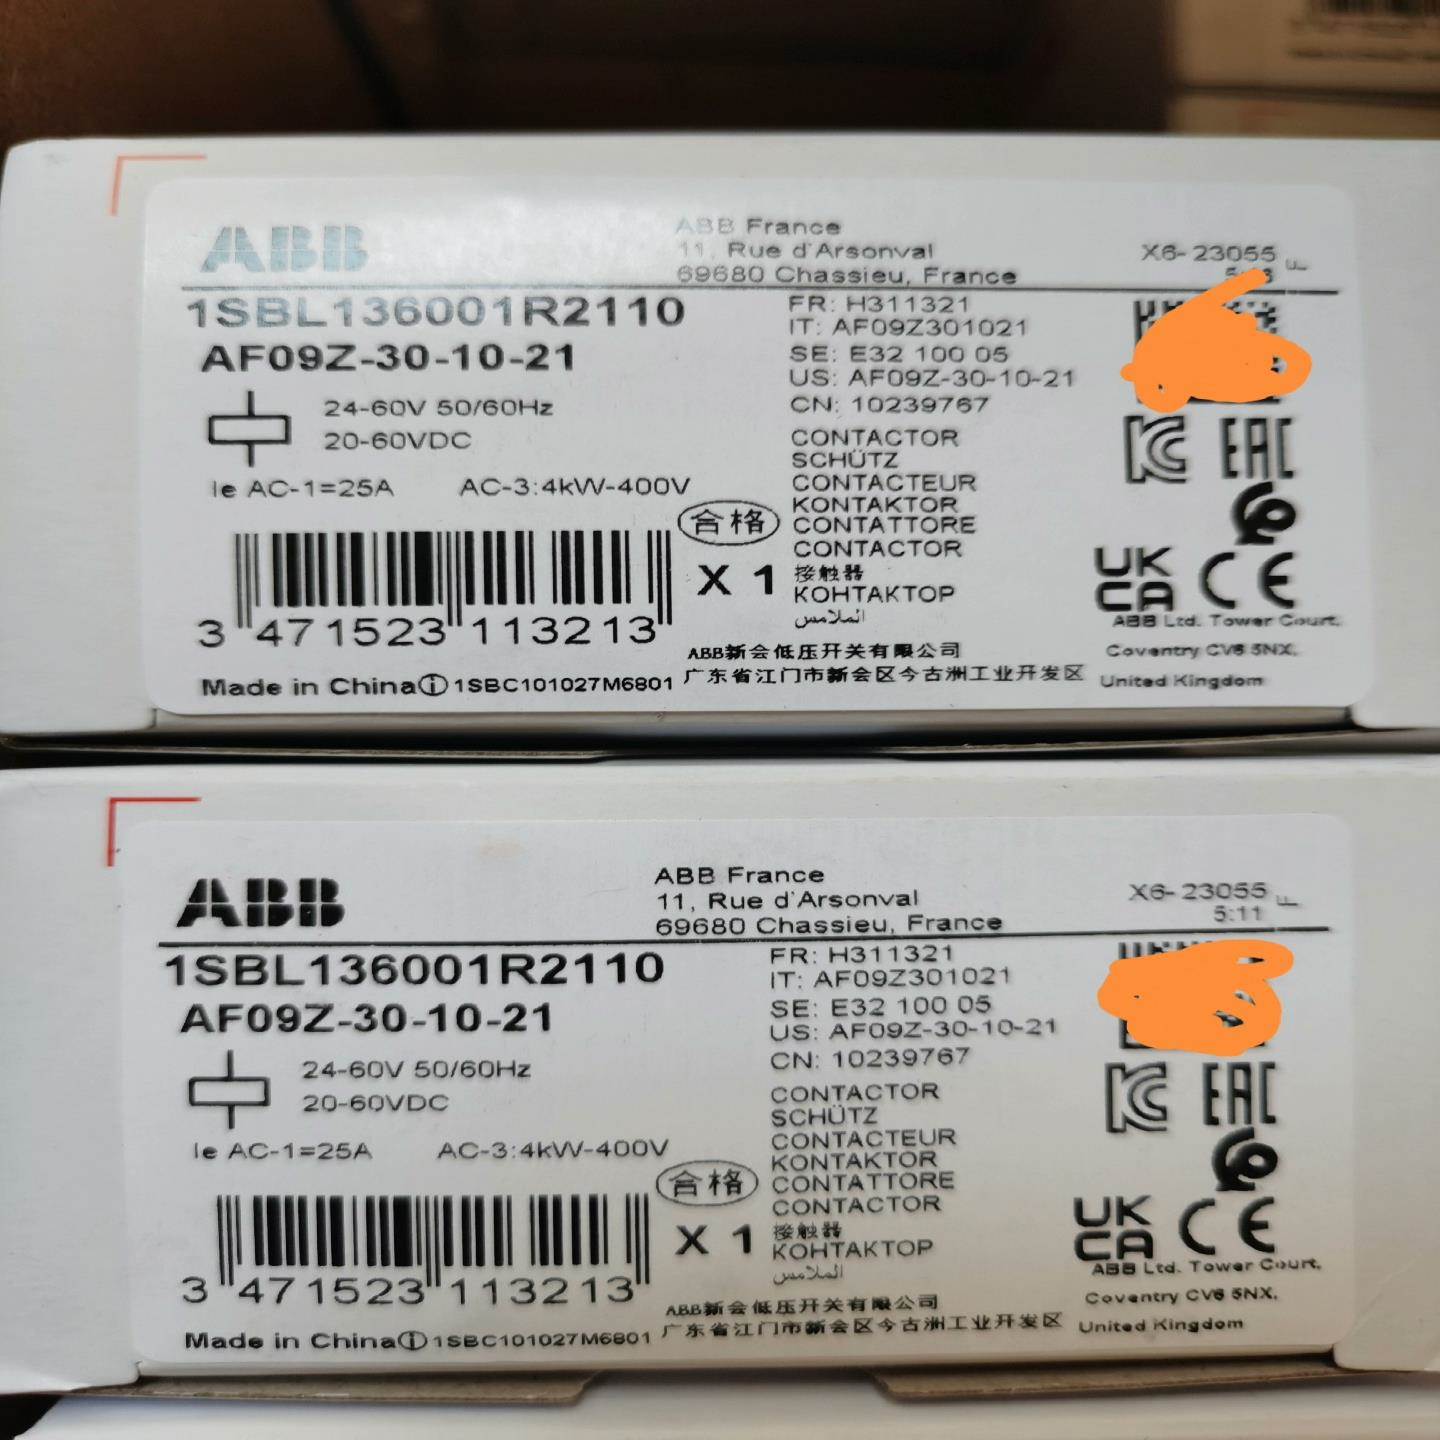 ABB
ABB France
11, Rue d'Arsonval
69680 Chassieu, France
X6-23055
F
1SBL136001R2110
AF09Z-30-10-21
24-60V 50/60Hz
20-60VDC
Ie AC-1=25A AC-3:4kW-400V
FR: H311321
IT: AF09Z301021
SE: E32 100 05
US: AF09Z-30-10-21
CN: 10239767
CONTACTOR
SCHÜTZ
CONTACTEUR
KONTAKTOR
CONTATTORE
CONTACTOR
接触器
КОНТАКТОР
الملامس
合格
X 1
3 471523 113213
Made in China i 1SBC101027M6801
ABB新会低压开关有限公司
广东省江门市新会区今古洲工业开发区
EAC
UK
CA
CE
ABB Ltd. Tower Court,
Coventry CV6 5NX,
United Kingdom
ABB
ABB France
11, Rue d'Arsonval
69680 Chassieu, France
X6-23055
F
5:11
1SBL136001R2110
AF09Z-30-10-21
24-60V 50/60Hz
20-60VDC
Ie AC-1=25A AC-3:4kW-400V
FR: H311321
IT: AF09Z301021
SE: E32 100 05
US: AF09Z-30-10-21
CN: 10239767
CONTACTOR
SCHÜTZ
CONTACTEUR
KONTAKTOR
CONTATTORE
CONTACTOR
接触器
КОНТАКТОР
الملامس
合格
X 1
3 471523 113213
Made in China i 1SBC101027M6801
ABB新会低压开关有限公司
广东省江门市新会区今古洲工业开发区
EAC
UK
CA
CE
ABB Ltd. Tower Court,
Coventry CV6 5NX,
United Kingdom